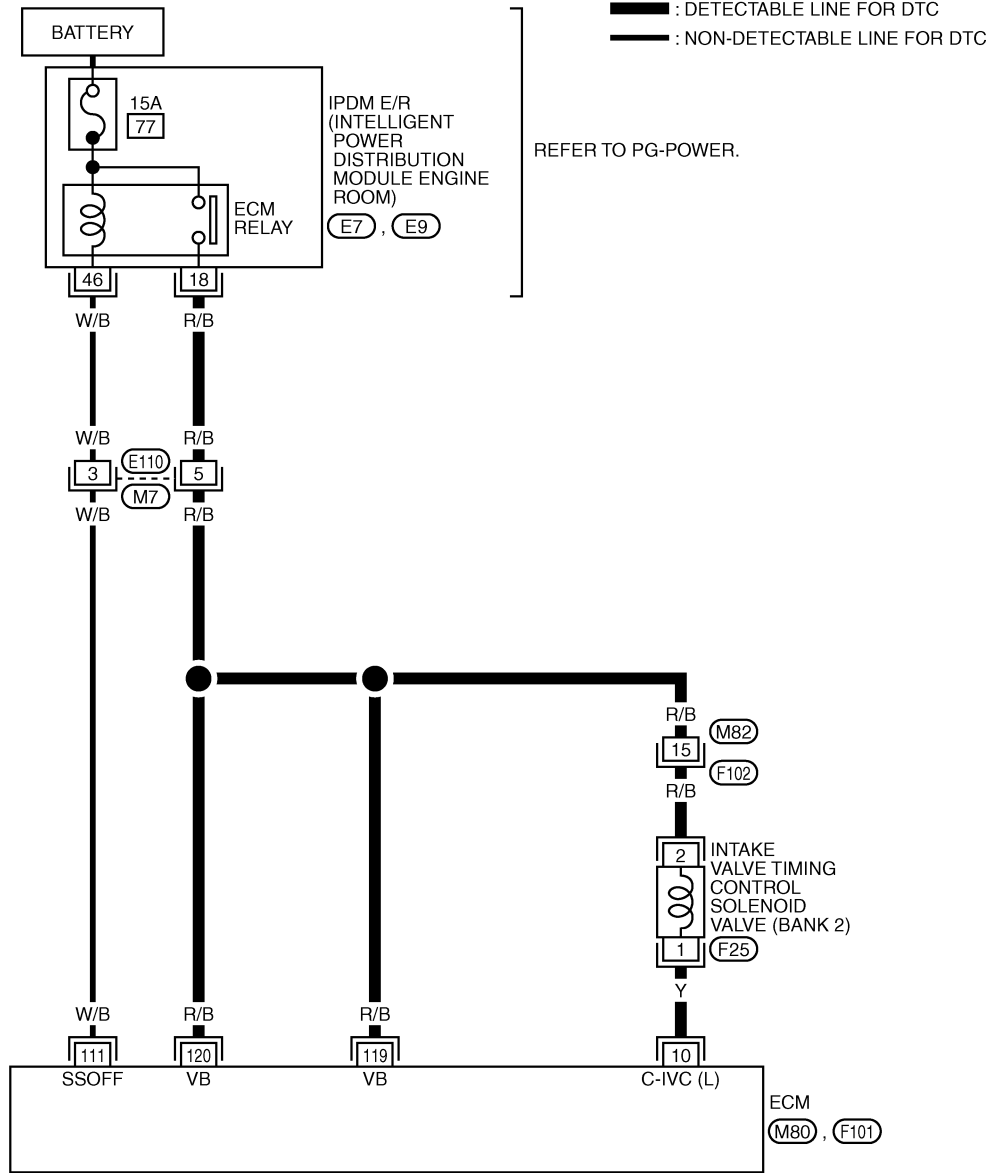 : DETECTABLE LINE FOR DTC
: NON-DETECTABLE LINE FOR DTC
BATTERY
15A
77
IPDM E/R
(INTELLIGENT
POWER
DISTRIBUTION
MODULE ENGINE
ROOM)
E7 , E9
REFER TO PG-POWER.
ECM
RELAY
46 18
W/B R/B
W/B R/B
3 E110 5
M7
W/B R/B
R/B
M82
15
F102
R/B
2
INTAKE
VALVE TIMING
CONTROL
SOLENOID
VALVE (BANK 2)
1 F25
Y
W/B R/B R/B
111 120 119 10
SSOFF VB VB C-IVC (L)
ECM
M80 , F101